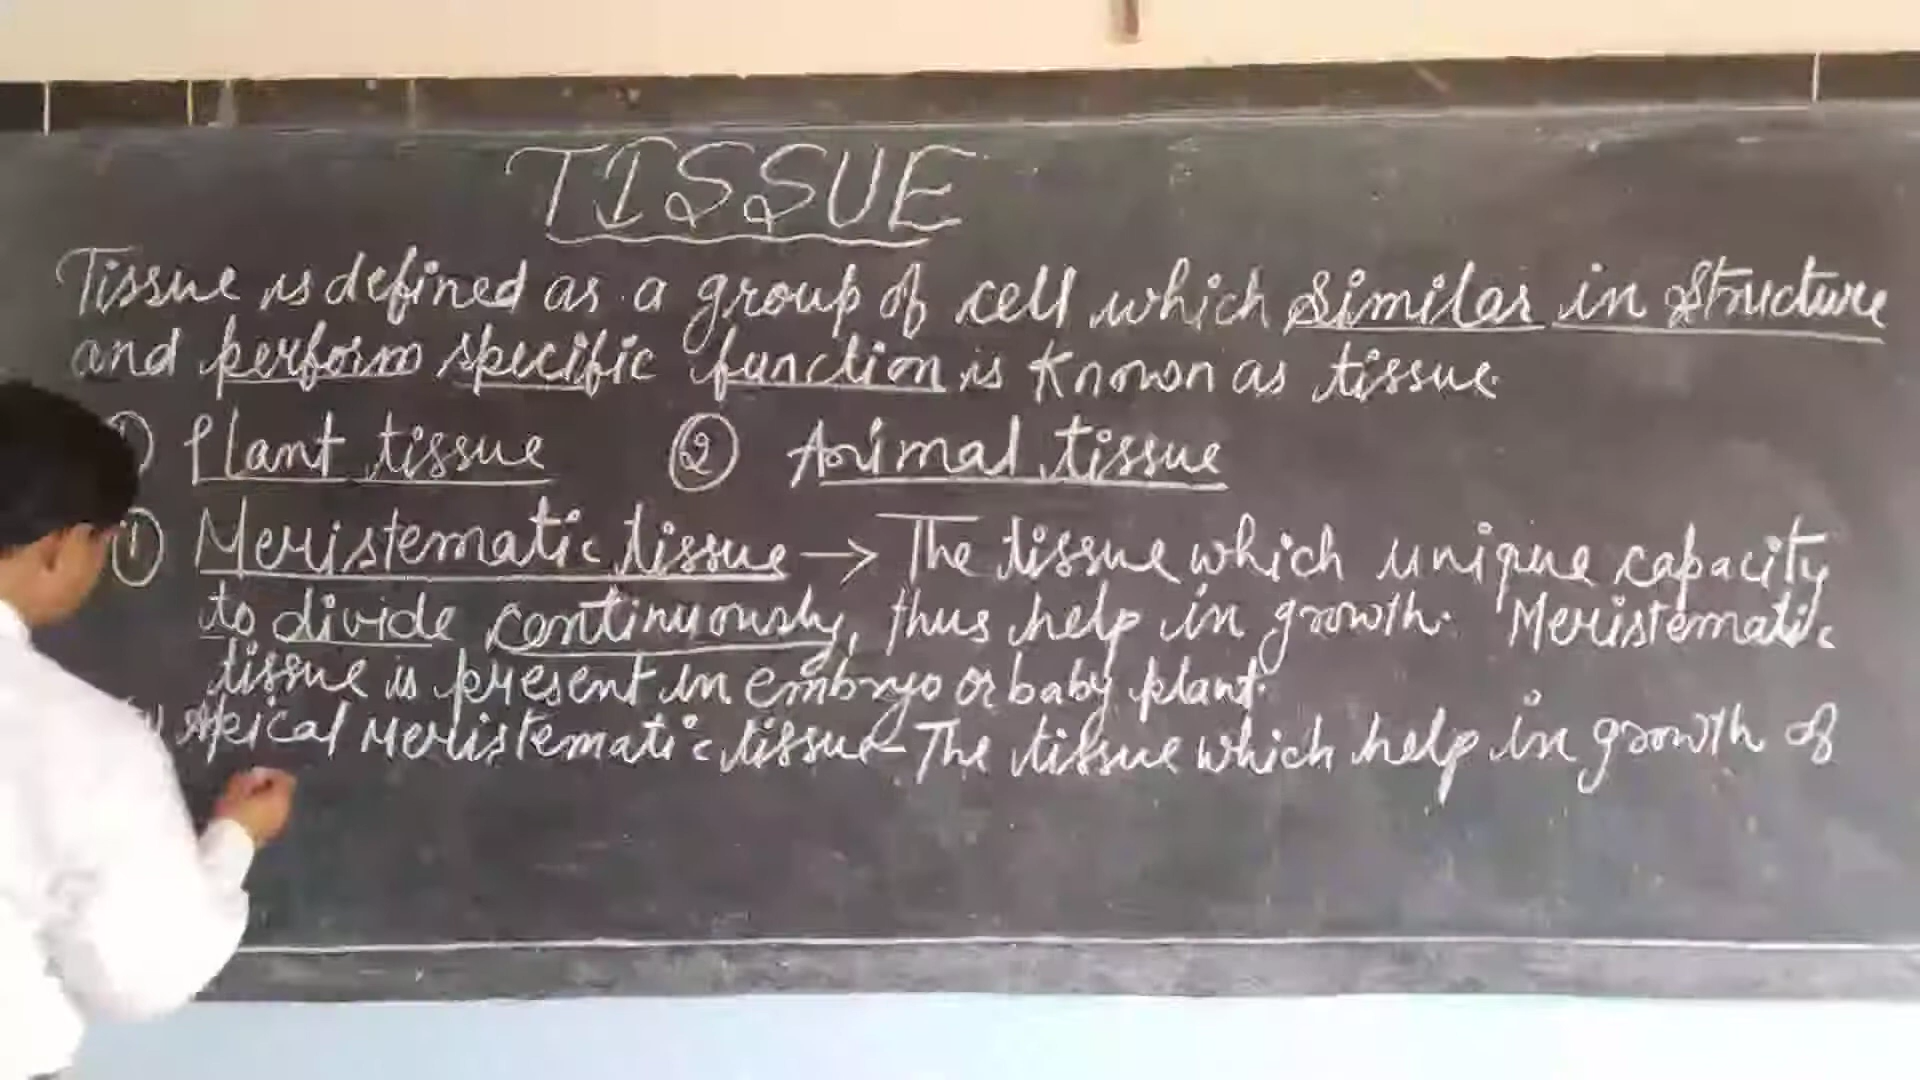 TISSUE
Tissue is defined as a group of cell which similar in structure
and perform specific function is known as tissue.
Plant tissue ② Animal tissue
① Meristematic tissue → The tissue which unique capacity
to divide continuously, thus help in growth. Meristematic
tissue is present in embryo or baby plant.
Apical Meristematic tissue - The tissue which help in growth of